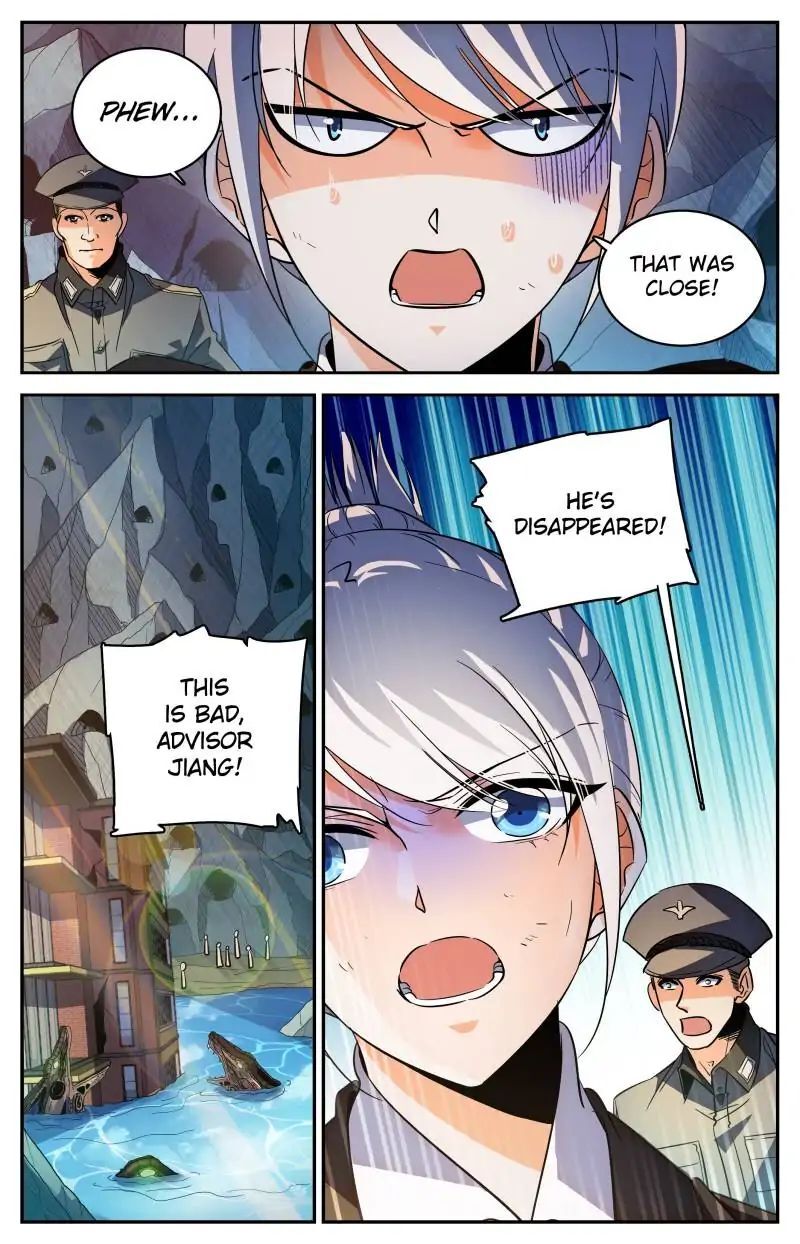 PHEW...
THAT WAS
CLOSE!
THIS
IS BAD,
ADVISOR
JIANG!
HE'S
DISAPPEARED!